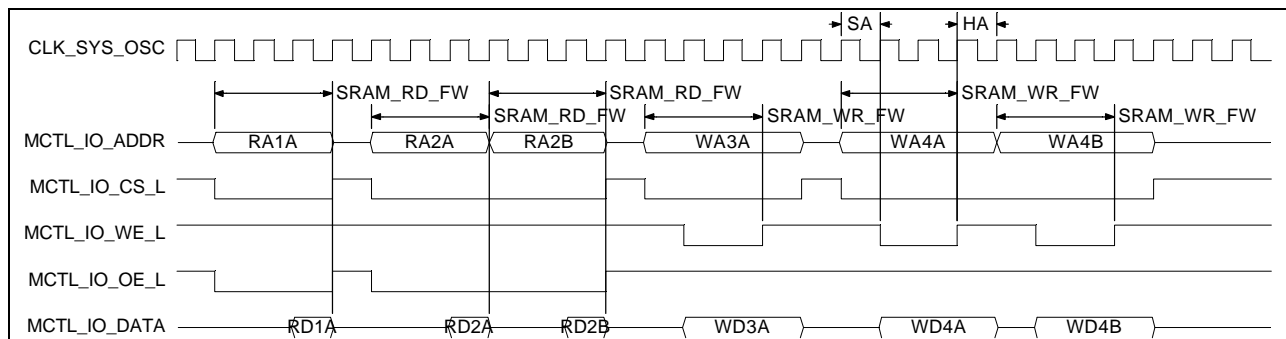 SA HA
CLK_SYS_OSC
SRAM_RD_FW SRAM_RD_FW SRAM_WR_FW
SRAM_RD_FW SRAM_WR_FW SRAM_WR_FW
MCTL_IO_ADDR RA1A RA2A RA2B WA3A WA4A WA4B
MCTL_IO_CS_L
MCTL_IO_WE_L
MCTL_IO_OE_L
MCTL_IO_DATA RD1A RD2A RD2B WD3A WD4A WD4B